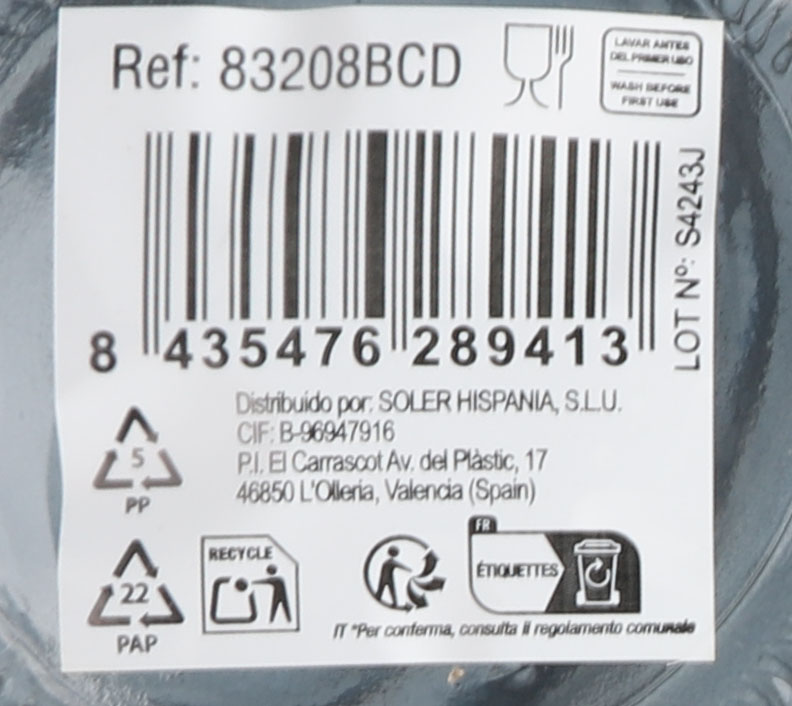 Ref: 83208BCD
LAVAR ANTES
DEL PRIMER USO
WASH BEFORE
FIRST USE
LOT Nº: S4243J
8 435476 289413
Distribuido por: SOLER HISPANIA, S.L.U.
CIF: B-96947916
P.I. El Carrascot Av. del Plàstic, 17
46850 L'Olleria, Valencia (Spain)
5
PP
22
PAP
RECYCLE
FR
ÉTIQUETTES
IT *Per conferma, consulta il regolamento comunale